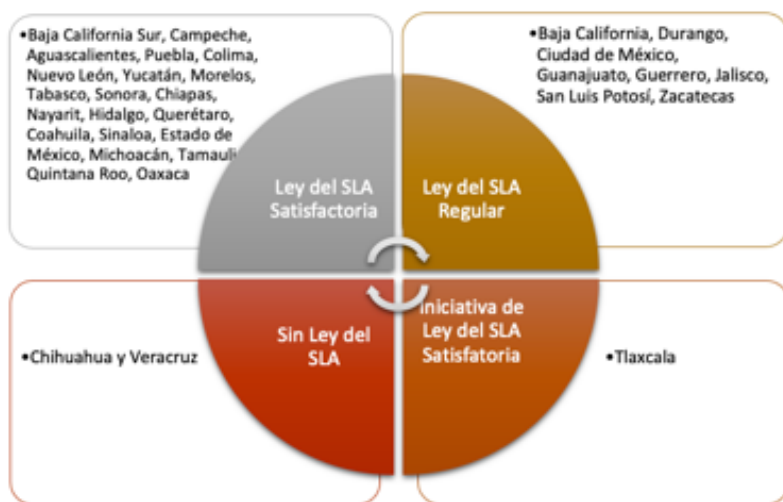 •Baja California Sur, Campeche,
Aguascalientes, Puebla, Colima,
Nuevo León, Yucatán, Morelos,
Tabasco, Sonora, Chiapas,
Nayarit, Hidalgo, Querétaro,
Coahuila, Sinaloa, Estado de
México, Michoacán, Tamauli
Quintana Roo, Oaxaca
Ley del SLA
Satisfactoria
•Baja California, Durango,
Ciudad de México,
Guanajuato, Guerrero, Jalisco,
San Luis Potosí, Zacatecas
Ley del SLA
Regular
•Chihuahua y Veracruz
Sin Ley del
SLA
Iniciativa de
Ley del SLA
Satisfatoria
•Tlaxcala